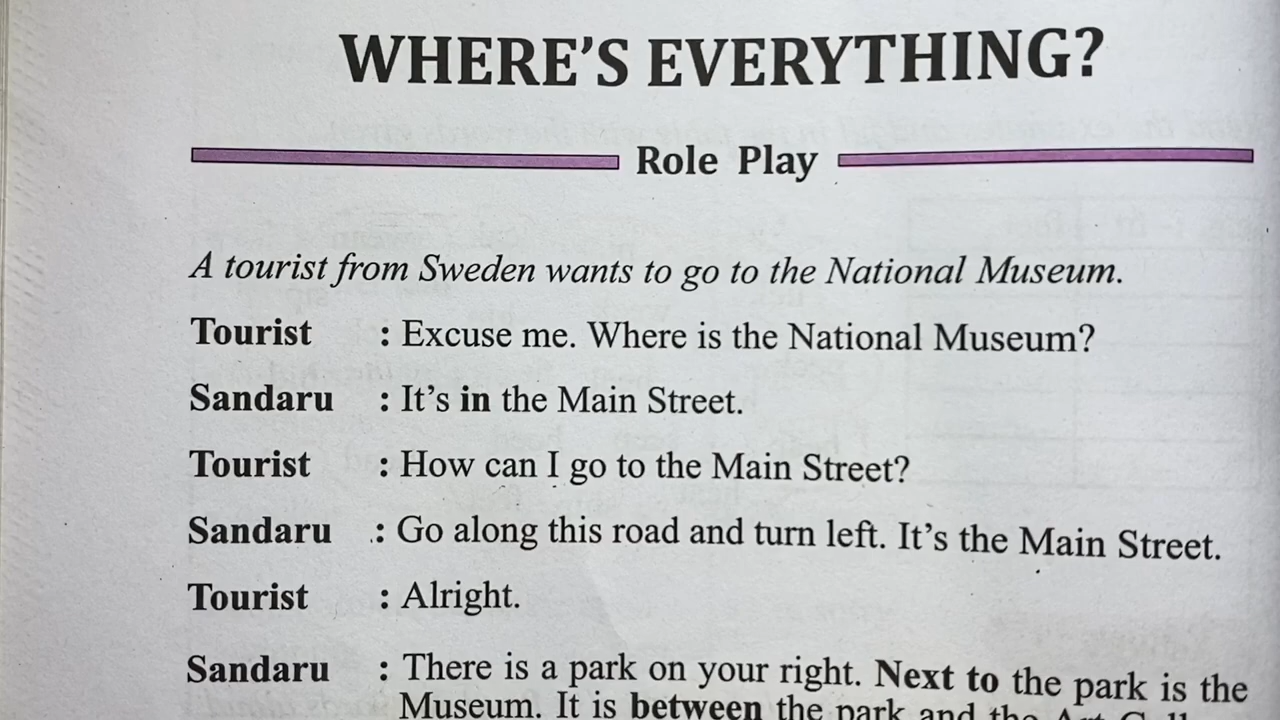 WHERE'S EVERYTHING?
Role Play
A tourist from Sweden wants to go to the National Museum.
Tourist : Excuse me. Where is the National Museum?
Sandaru : It's in the Main Street.
Tourist : How can I go to the Main Street?
Sandaru : Go along this road and turn left. It's the Main Street.
Tourist : Alright.
Sandaru : There is a park on your right. Next to the park is the
Museum. It is between the park and the Art